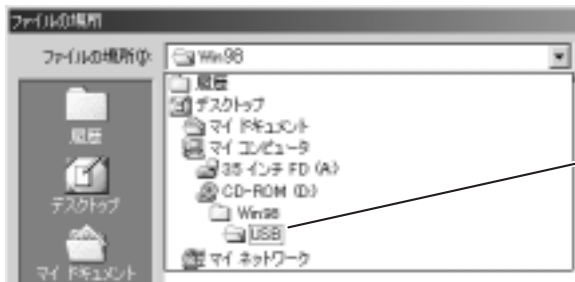 ファイルの場所
ファイルの場所(I):
Win98
履歴
デスクトップ
マイ ドキュメント
マイ コンピュータ
35 インチ FD (A)
CD-ROM (D)
Win98
USB
マイ ネットワーク
履歴
デスクトップ
マイ ドキュメント